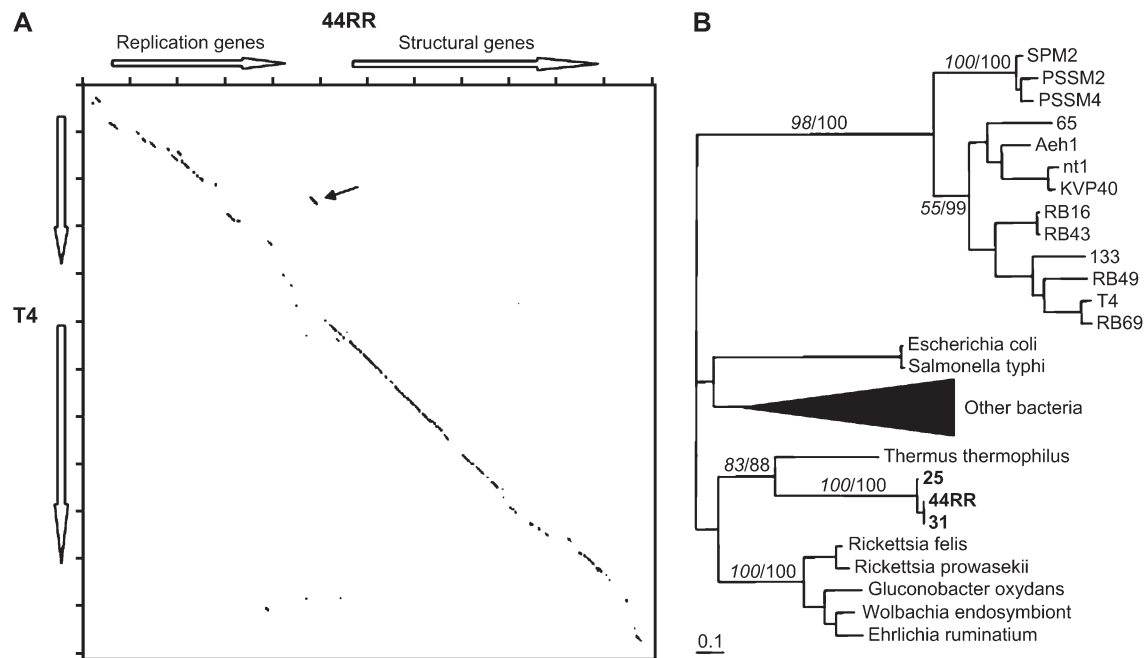 A
44RR
Replication genes
Structural genes
T4
B
100/100
SPM2
PSSM2
PSSM4
98/100
65
Aeh1
nt1
KVP40
55/99
RB16
RB43
133
RB49
T4
RB69
Escherichia coli
Salmonella typhi
Other bacteria
Thermus thermophilus
83/88
25
100/100
44RR
31
Rickettsia felis
Rickettsia prowasekii
100/100
Gluconobacter oxydans
Wolbachia endosymbiont
Ehrlichia ruminatium
0.1